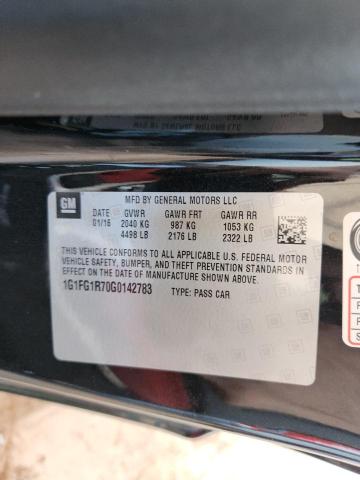 GM
MFD BY GENERAL MOTORS LLC
DATE GVWR GAWR FRT GAWR RR
01/16 2040 KG 987 KG 1053 KG
4498 LB 2176 LB 2322 LB
THIS VEHICLE CONFORMS TO ALL APPLICABLE U.S. FEDERAL MOTOR
VEHICLE SAFETY, BUMPER, AND THEFT PREVENTION STANDARDS
IN EFFECT ON THE DATE OF MANUFACTURE SHOWN ABOVE.
1G1FG1R70G0142783 TYPE: PASS CAR